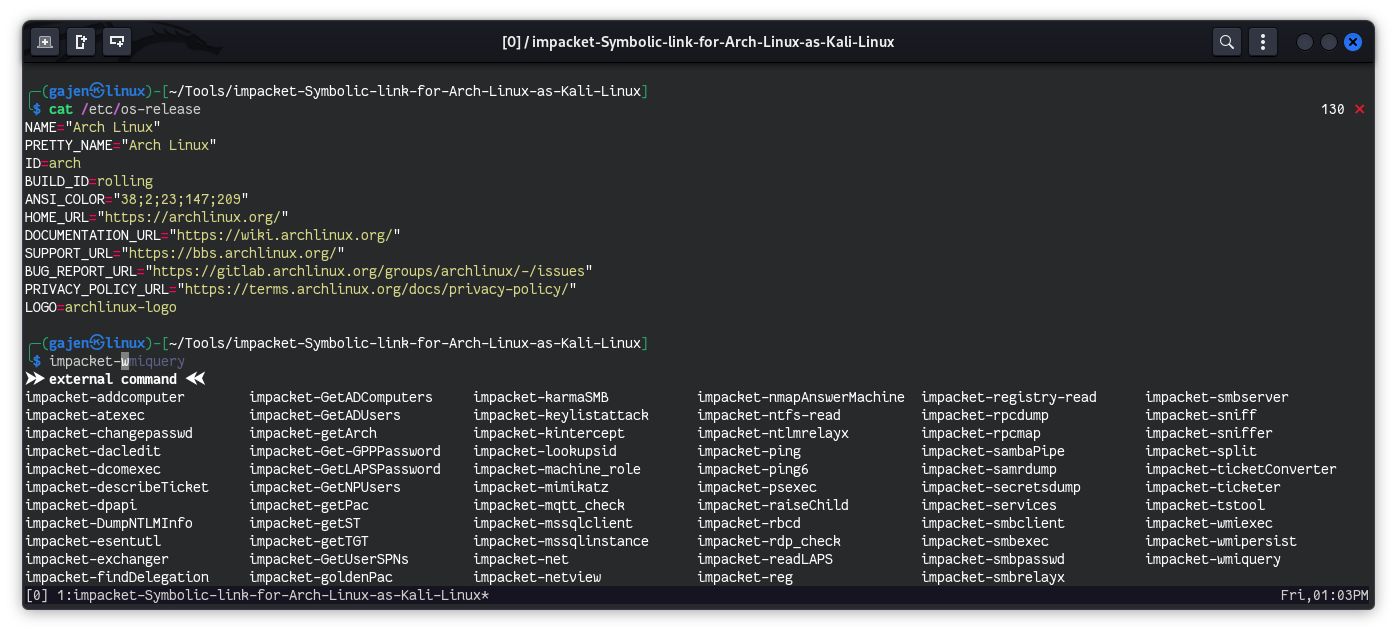 [0] / impacket-Symbolic-link-for-Arch-Linux-as-Kali-Linux
(gajen㉿linux)-[~/Tools/impacket-Symbolic-link-for-Arch-Linux-as-Kali-Linux]
$ cat /etc/os-release 130 ✕
NAME="Arch Linux"
PRETTY_NAME="Arch Linux"
ID=arch
BUILD_ID=rolling
ANSI_COLOR="38;2;23;147;209"
HOME_URL="https://archlinux.org/"
DOCUMENTATION_URL="https://wiki.archlinux.org/"
SUPPORT_URL="https://bbs.archlinux.org/"
BUG_REPORT_URL="https://gitlab.archlinux.org/groups/archlinux/-/issues"
PRIVACY_POLICY_URL="https://terms.archlinux.org/docs/privacy-policy/"
LOGO=archlinux-logo
(gajen㉿linux)-[~/Tools/impacket-Symbolic-link-for-Arch-Linux-as-Kali-Linux]
$ impacket-wmiquery
external command
impacket-addcomputer impacket-GetADComputers impacket-karmaSMB impacket-nmapAnswerMachine impacket-registry-read impacket-smbserver
impacket-atexec impacket-GetADUsers impacket-keylistattack impacket-ntfs-read impacket-rpcdump impacket-sniff
impacket-changepasswd impacket-getArch impacket-kintercept impacket-ntlmrelayx impacket-rpcmap impacket-sniffer
impacket-dacledit impacket-Get-GPPPassword impacket-lookupsid impacket-ping impacket-sambaPipe impacket-split
impacket-dcomexec impacket-GetLAPSPassword impacket-machine_role impacket-ping6 impacket-samrdump impacket-ticketConverter
impacket-describeTicket impacket-GetNPUsers impacket-mimikatz impacket-psexec impacket-secretsdump impacket-ticketer
impacket-dpapi impacket-getPac impacket-mqtt_check impacket-raiseChild impacket-services impacket-tstool
impacket-DumpNTLMInfo impacket-getST impacket-mssqlclient impacket-rbcd impacket-smbclient impacket-wmiexec
impacket-esentutl impacket-getTGT impacket-mssqlinstance impacket-rdp_check impacket-smbexec impacket-wmipersist
impacket-exchanger impacket-GetUserSPNs impacket-net impacket-readLAPS impacket-smbpasswd impacket-wmiquery
impacket-findDelegation impacket-goldenPac impacket-netview impacket-reg impacket-smbrelayx
[0] 1:impacket-Symbolic-link-for-Arch-Linux-as-Kali-Linux* Fri,01:03PM